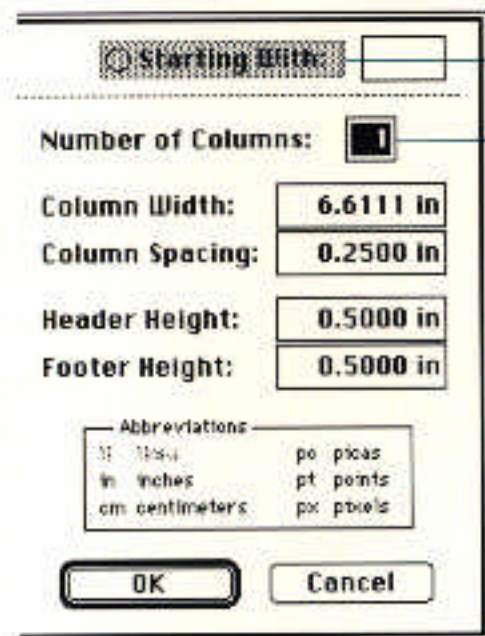 Starting With:
Number of Columns: 1
Column Width: 6.6111 in
Column Spacing: 0.2500 in
Header Height: 0.5000 in
Footer Height: 0.5000 in
Abbreviations
po picas
in inches pt points
cm centimeters px pixels
OK Cancel